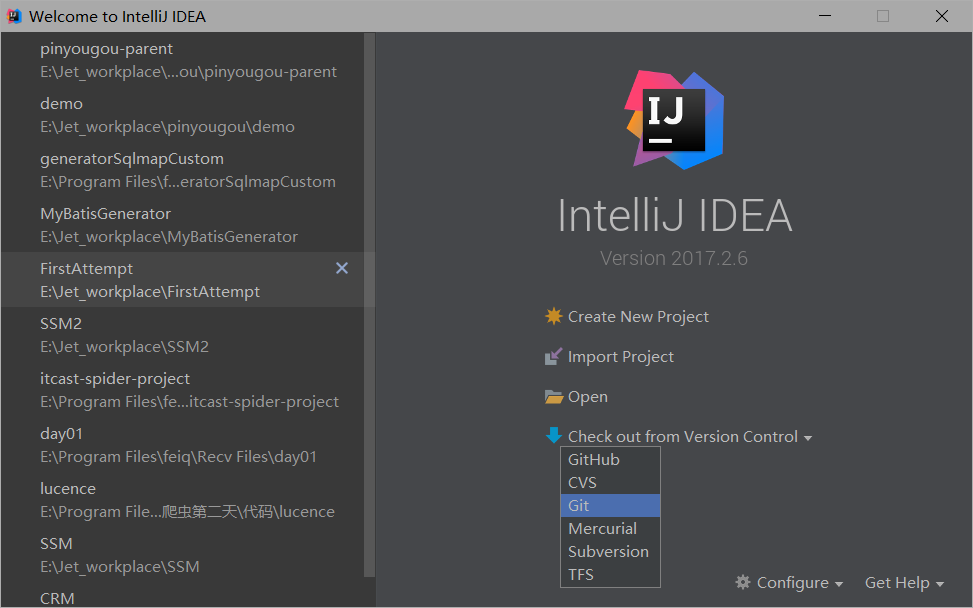 Welcome to IntelliJ IDEA
pinyougou-parent
E:\Jet_workplace\...ou\pinyougou-parent
demo
E:\Jet_workplace\pinyougou\demo
generatorSqlmapCustom
E:\Program Files\f...eratorSqlmapCustom
MyBatisGenerator
E:\Jet_workplace\MyBatisGenerator
FirstAttempt
E:\Jet_workplace\FirstAttempt
SSM2
E:\Jet_workplace\SSM2
itcast-spider-project
E:\Program Files\fe...itcast-spider-project
day01
E:\Program Files\feiq\Recv Files\day01
lucence
E:\Program File...爬虫第二天\代码\lucence
SSM
E:\Jet_workplace\SSM
CRM
IJ
IntelliJ IDEA
Version 2017.2.6
Create New Project
Import Project
Open
Check out from Version Control
GitHub
CVS
Git
Mercurial
Subversion
TFS
Configure
Get Help